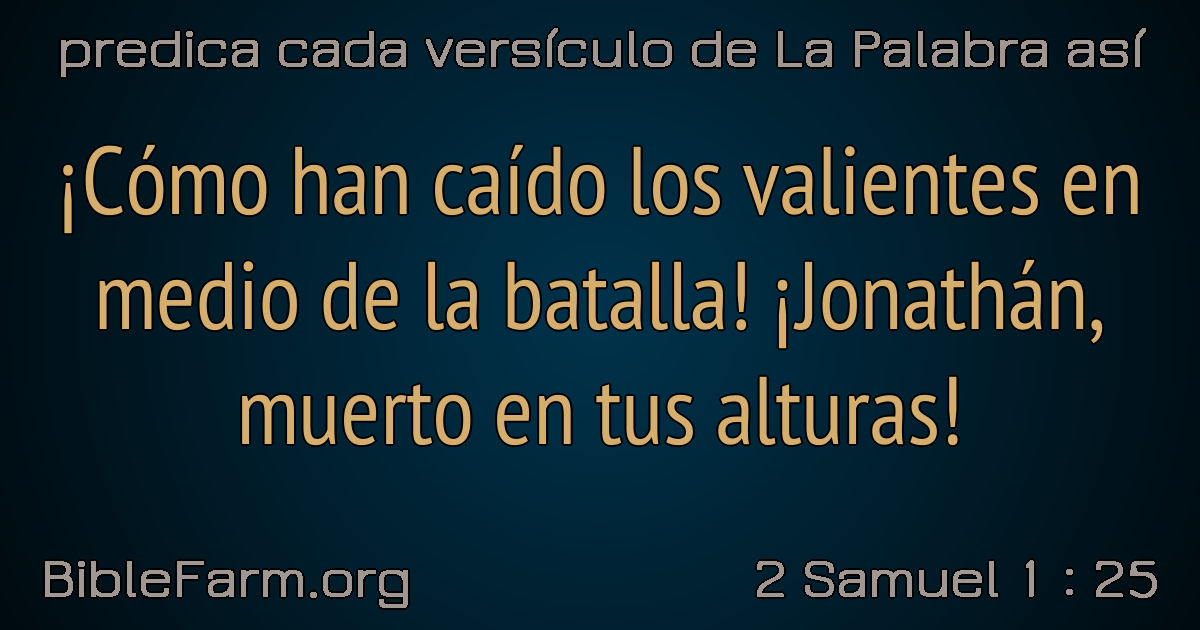 predica cada versículo de La Palabra así
¡Cómo han caído los valientes en
medio de la batalla! ¡Jonathán,
muerto en tus alturas!
BibleFarm.org
2 Samuel 1 : 25